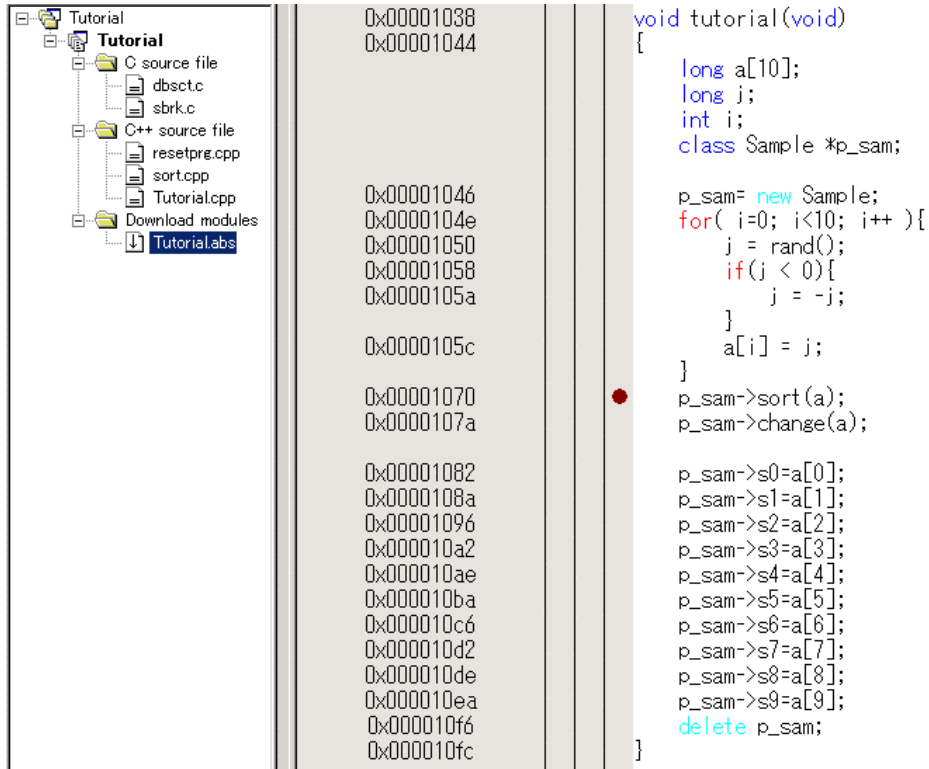 Tutorial
Tutorial
C source file
dbsct.c
sbrk.c
C++ source file
resetprg.cpp
sort.cpp
Tutorial.cpp
Download modules
Tutorial.abs
0x00001038 void tutorial(void)
0x00001044 {
long a[10];
long j;
int i;
class Sample *p_sam;
0x00001046 p_sam= new Sample;
0x0000104e for( i=0; i<10; i++ ){
0x00001050 j = rand();
0x00001058 if(j < 0){
0x0000105a j = -j;
}
0x0000105c a[i] = j;
}
0x00001070 p_sam->sort(a);
0x0000107a p_sam->change(a);
0x00001082 p_sam->s0=a[0];
0x0000108a p_sam->s1=a[1];
0x00001096 p_sam->s2=a[2];
0x000010a2 p_sam->s3=a[3];
0x000010ae p_sam->s4=a[4];
0x000010ba p_sam->s5=a[5];
0x000010c6 p_sam->s6=a[6];
0x000010d2 p_sam->s7=a[7];
0x000010de p_sam->s8=a[8];
0x000010ea p_sam->s9=a[9];
0x000010f6 delete p_sam;
0x000010fc }